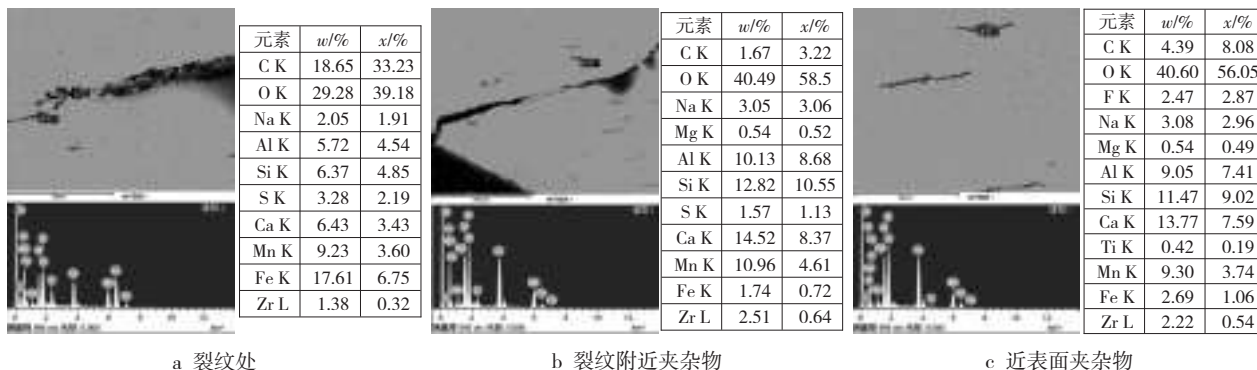 元素 w/% x/%
C K 18.65 33.23
O K 29.28 39.18
Na K 2.05 1.91
Al K 5.72 4.54
Si K 6.37 4.85
S K 3.28 2.19
Ca K 6.43 3.43
Mn K 9.23 3.60
Fe K 17.61 6.75
Zr L 1.38 0.32
a 裂纹处
元素 w/% x/%
C K 1.67 3.22
O K 40.49 58.5
Na K 3.05 3.06
Mg K 0.54 0.52
Al K 10.13 8.68
Si K 12.82 10.55
S K 1.57 1.13
Ca K 14.52 8.37
Mn K 10.96 4.61
Fe K 1.74 0.72
Zr L 2.51 0.64
b 裂纹附近夹杂物
元素 w/% x/%
C K 4.39 8.08
O K 40.60 56.05
F K 2.47 2.87
Na K 3.08 2.96
Mg K 0.54 0.49
Al K 9.05 7.41
Si K 11.47 9.02
Ca K 13.77 7.59
Ti K 0.42 0.19
Mn K 9.30 3.74
Fe K 2.69 1.06
Zr L 2.22 0.54
c 近表面夹杂物